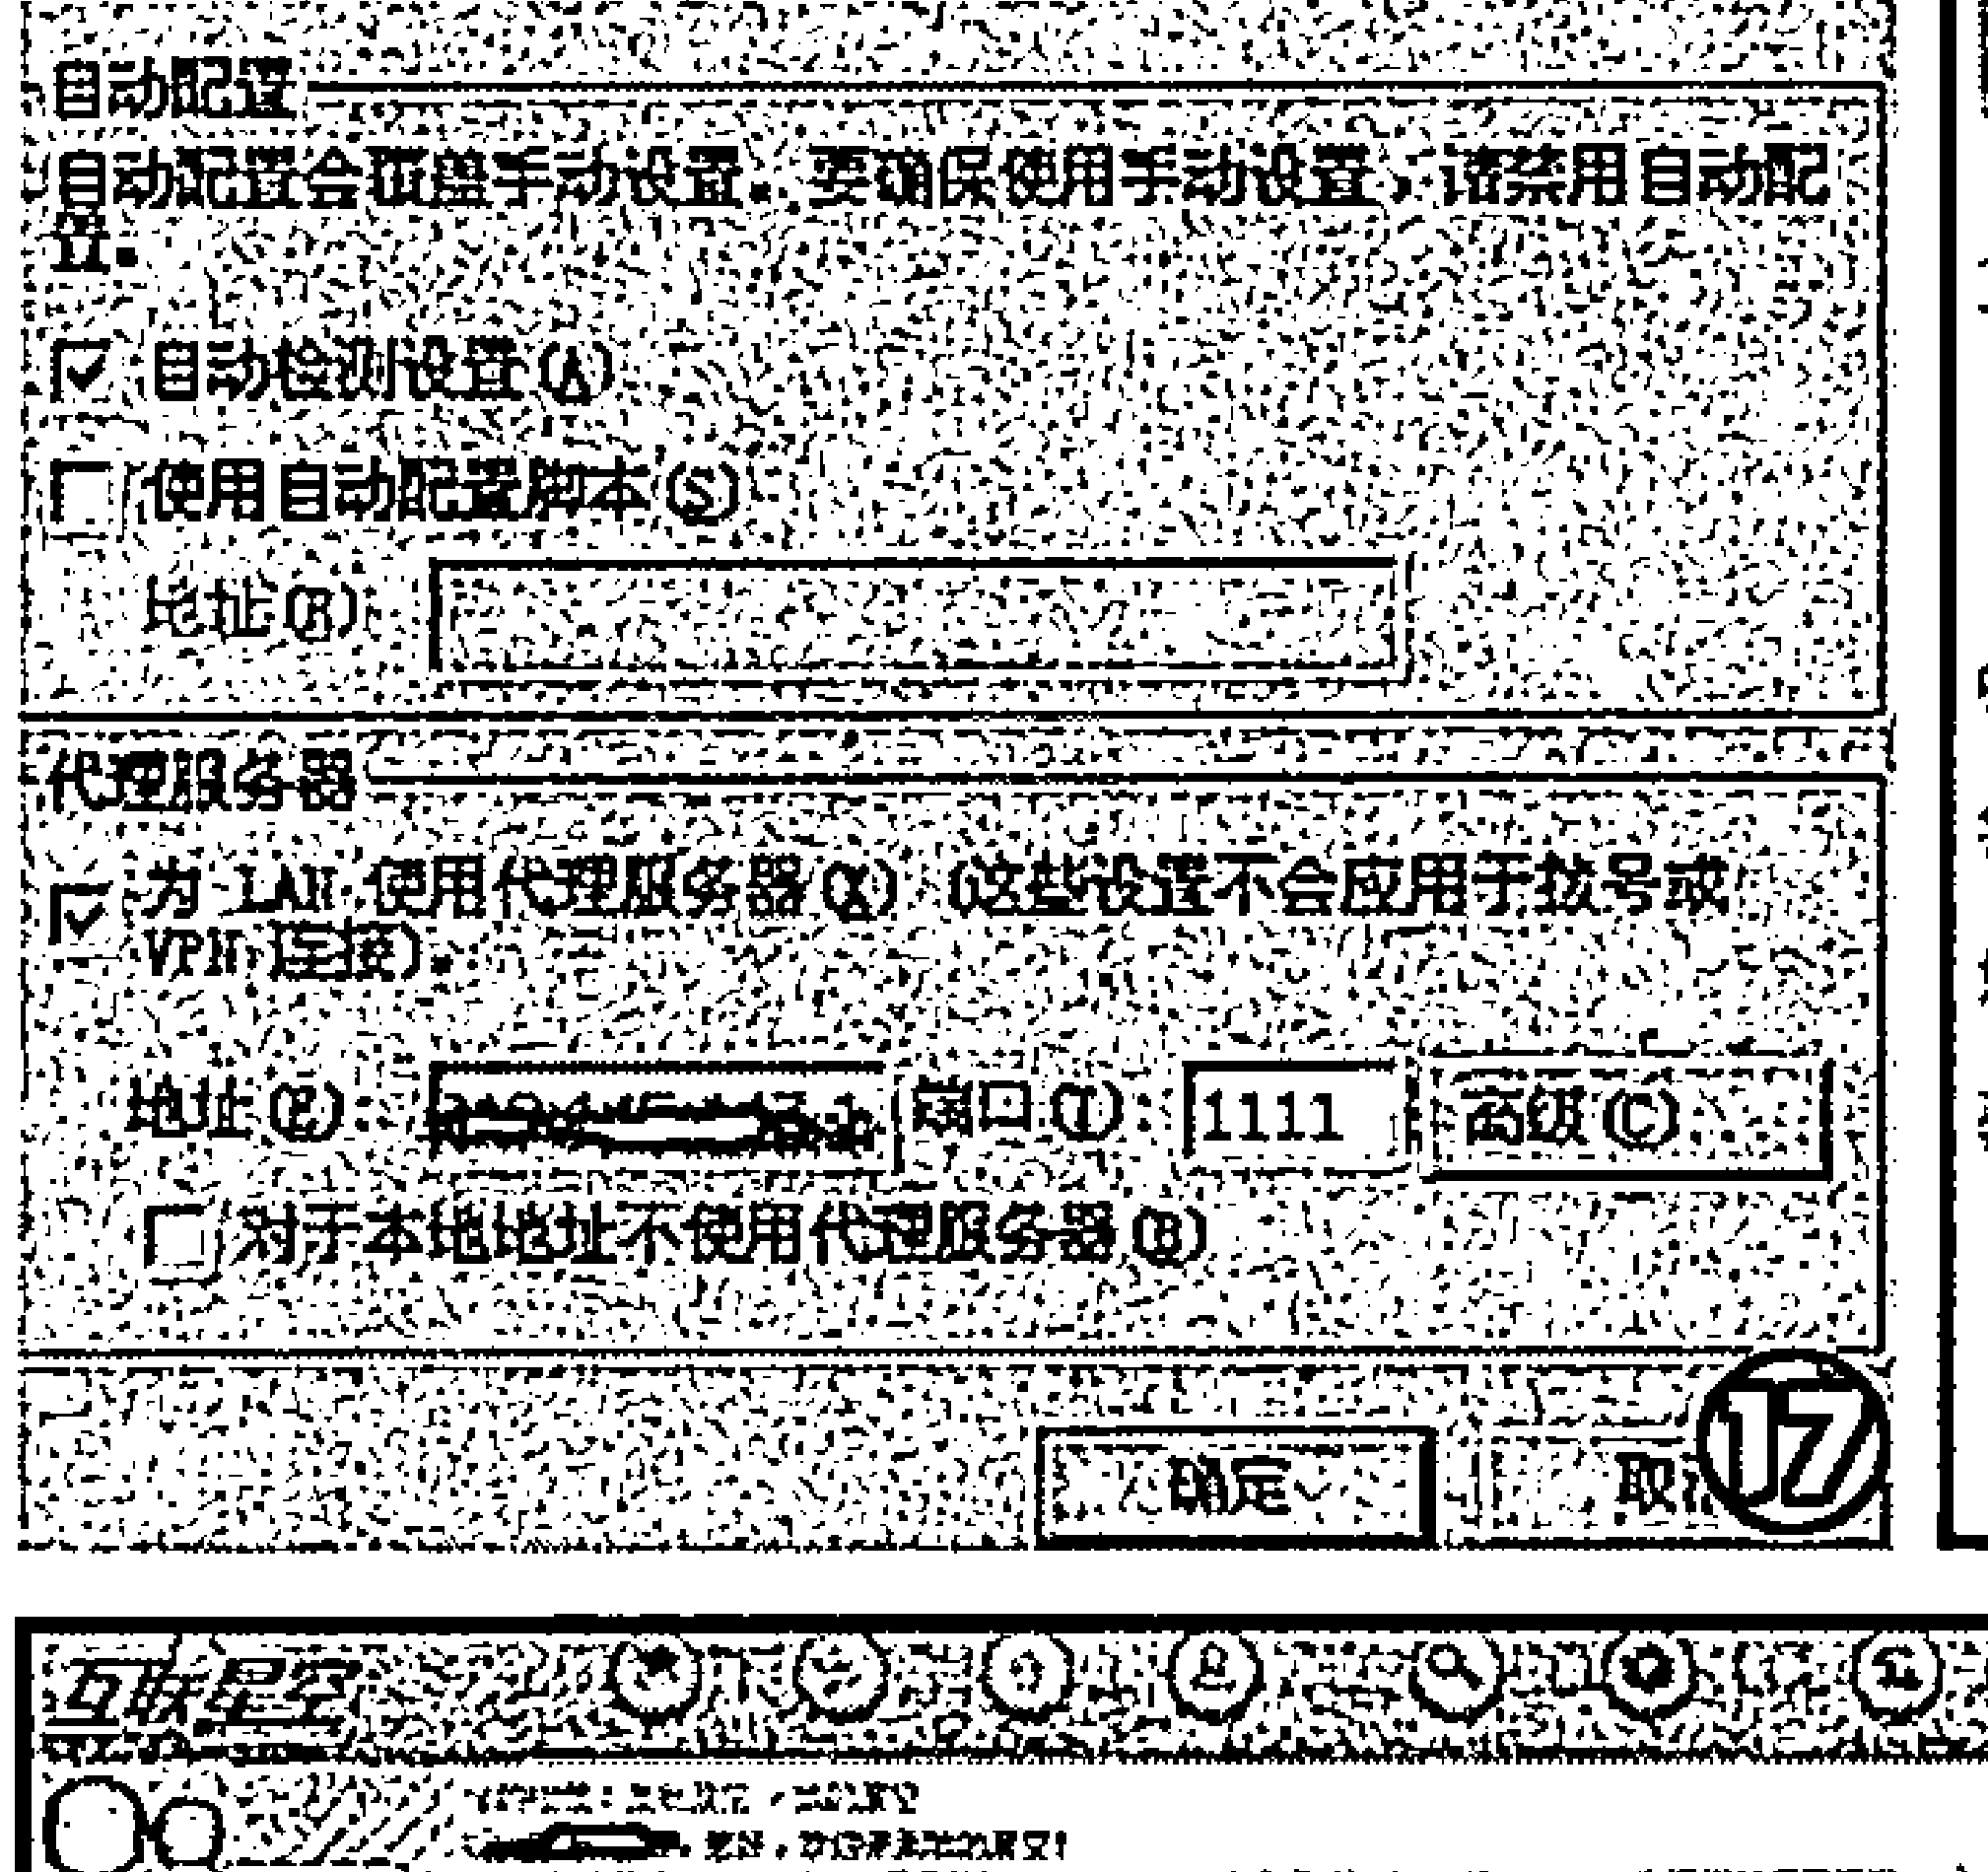 自动配置
自动配置会覆盖手动设置。要确保使用手动设置，请禁用自动配
置。
自动检测设置(A)
使用自动配置脚本(S)
地址(R)
代理服务器
为 LAN 使用代理服务器(X) (这些设置不会应用于拨号或
VPN 连接)。
地址(E): 端口(T): 1111 高级(C)
对于本地地址不使用代理服务器(B)
确定 取 17
互联星空